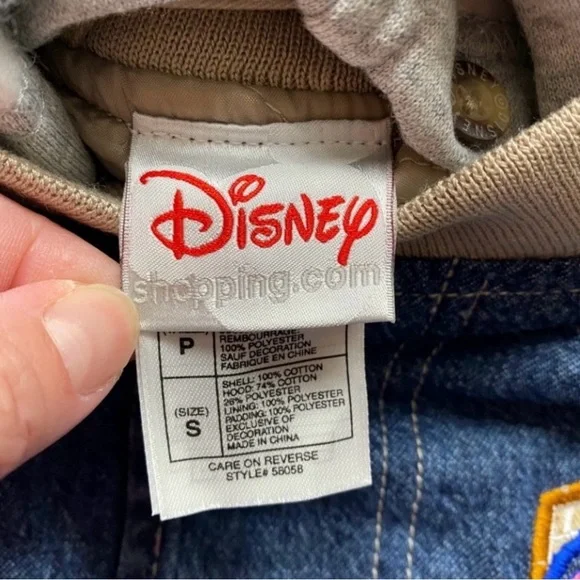 DISNEY
shopping.com
P
REMBOURRAGE:
100% POLYESTER
SAUF DECORATION
FABRIQUE EN CHINE
(SIZE)
S
SHELL: 100% COTTON
HOOD: 74% COTTON
26% POLYESTER
LINING: 100% POLYESTER
PADDING: 100% POLYESTER
EXCLUSIVE OF
DECORATION
MADE IN CHINA
CARE ON REVERSE
STYLE# 58058
DISNEY